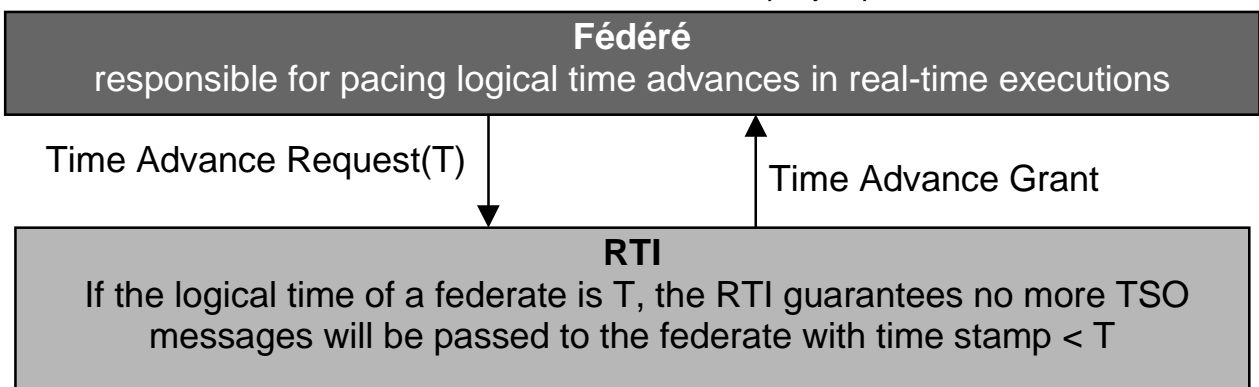 Fédéré
responsible for pacing logical time advances in real-time executions
Time Advance Request(T)
Time Advance Grant
RTI
If the logical time of a federate is T, the RTI guarantees no more TSO
messages will be passed to the federate with time stamp < T